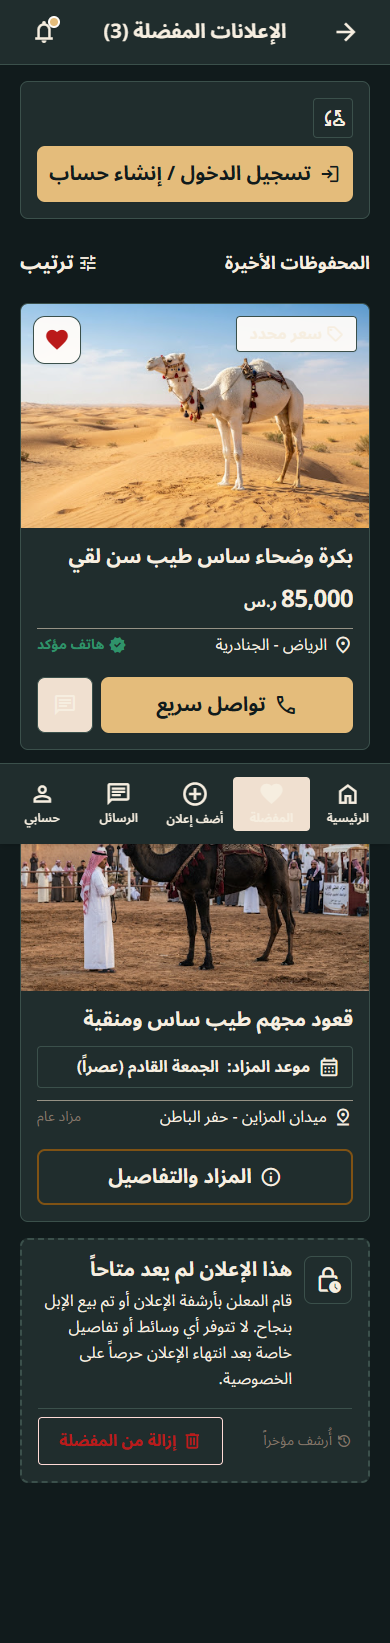 الإعلانات المفضلة (3)
تسجيل الدخول / إنشاء حساب
المحفوظات الأخيرة
ترتيب
سعر محدد
بكرة وضحاء ساس طيب سن لقي
85,000 ر.س
الرياض - الجنادرية
هاتف مؤكد
تواصل سريع
الرئيسية
المفضلة
أضف إعلان
الرسائل
حسابي
قعود مجهم طيب ساس ومنقية
موعد المزاد: الجمعة القادم (عصراً)
ميدان المزاين - حفر الباطن
مزاد عام
المزاد والتفاصيل
هذا الإعلان لم يعد متاحاً
قام المعلن بأرشفة الإعلان أو تم بيع الإبل
بنجاح. لا تتوفر أي وسائط أو تفاصيل
خاصة بعد انتهاء الإعلان حرصاً على
الخصوصية.
أُرشف مؤخراً
إزالة من المفضلة